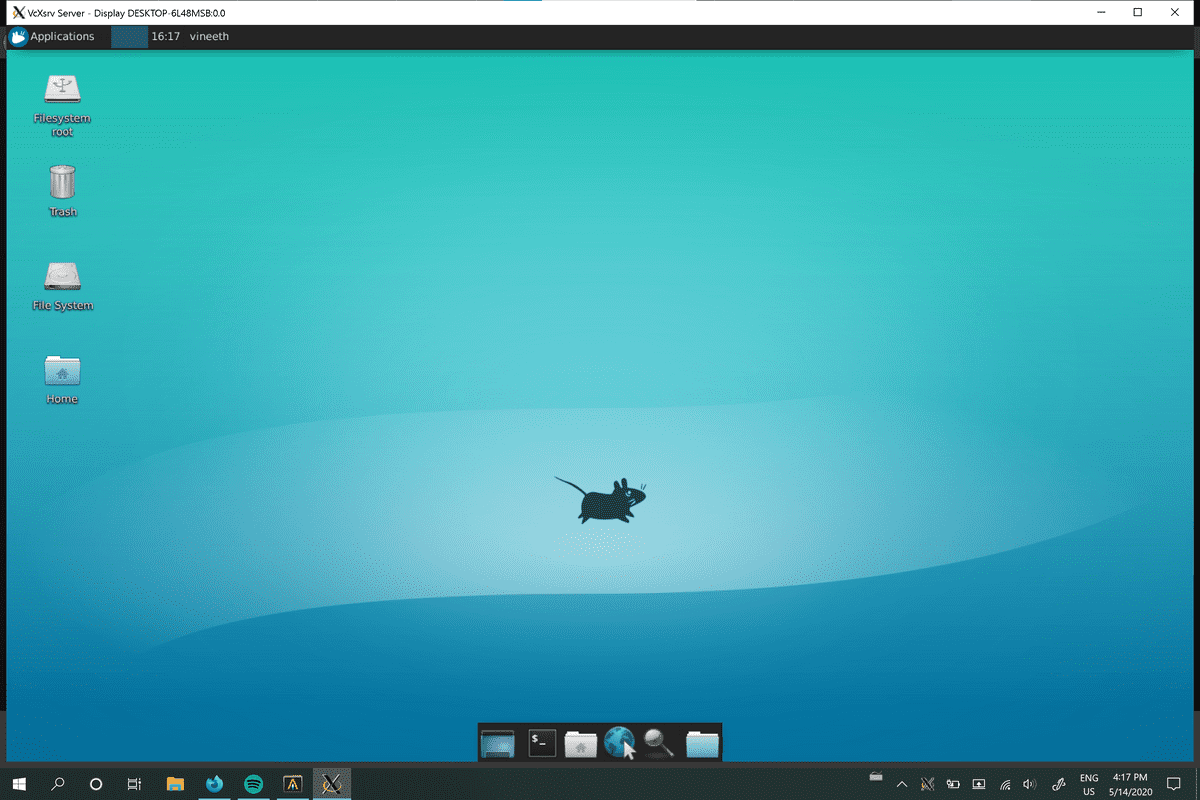 VcXsrv Server - Display DESKTOP-6L48MSB:0.0
Applications
16:17
vineeth
Filesystem
root
Trash
File System
Home
$_
ENG
US
4:17 PM
5/14/2020